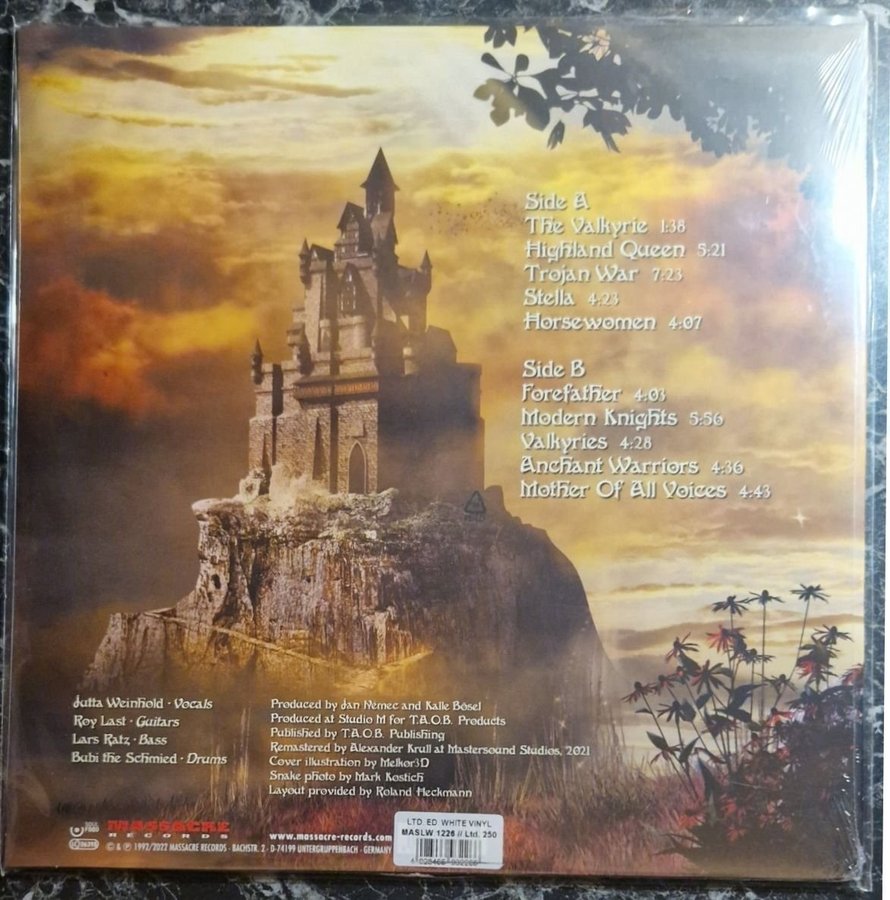 Side A
The Valkyrie 1:38
Highland Queen 5:21
Trojan War 7:23
Stella 4:23
Horsewomen 4:07
Side B
Forefather 4:03
Modern Knights 5:56
Valkyries 4:28
Anchant Warriors 4:36
Mother Of All Voices 4:43
Jutta Weinhold · Vocals
Roy Last · Guitars
Lars Ratz · Bass
Bubi the Schmied · Drums
Produced by Jan Nemec and Kalle Bösel
Produced at Studio M for T.A.O.B. Products
Published by T.A.O.B. Publishing
Remastered by Alexander Krull at Mastersound Studios, 2021
Cover illustration by Melkor3D
Snake photo by Mark Kostich
Layout provided by Roland Heckmann
SOUL FOOD
MASSACRE
RECORDS
www.massacre-records.com
© & ℗ 1992/2022 MASSACRE RECORDS · BACHSTR. 2 · D-74199 UNTERGRUPPENBACH · GERMANY
LTD. ED. WHITE VINYL
MASLW 1226 // Ltd. 250